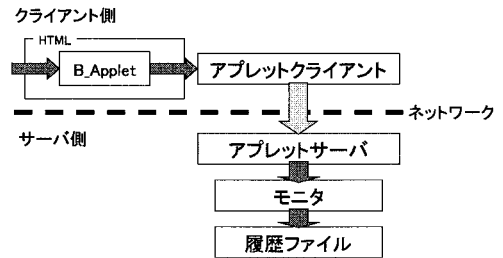 クライアント側
HTML
B_Applet
アプレットクライアント
ネットワーク
サーバ側
アプレットサーバ
モニタ
履歴ファイル